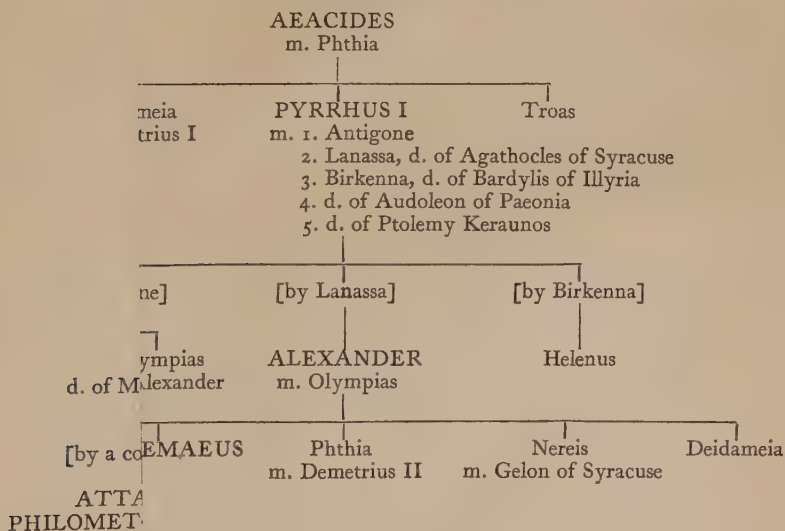 AEACIDES
m. Phthia
meia PYRRHUS I Troas
trius I m. 1. Antigone
2. Lanassa, d. of Agathocles of Syracuse
3. Birkenna, d. of Bardylis of Illyria
4. d. of Audoleon of Paeonia
5. d. of Ptolemy Keraunos
ne] [by Lanassa] [by Birkenna]
ympias ALEXANDER Helenus
d. of M lexander m. Olympias
[by a co EMAEUS Phthia Nereis Deidameia
m. Demetrius II m. Gelon of Syracuse
ATTA
PHILOMET